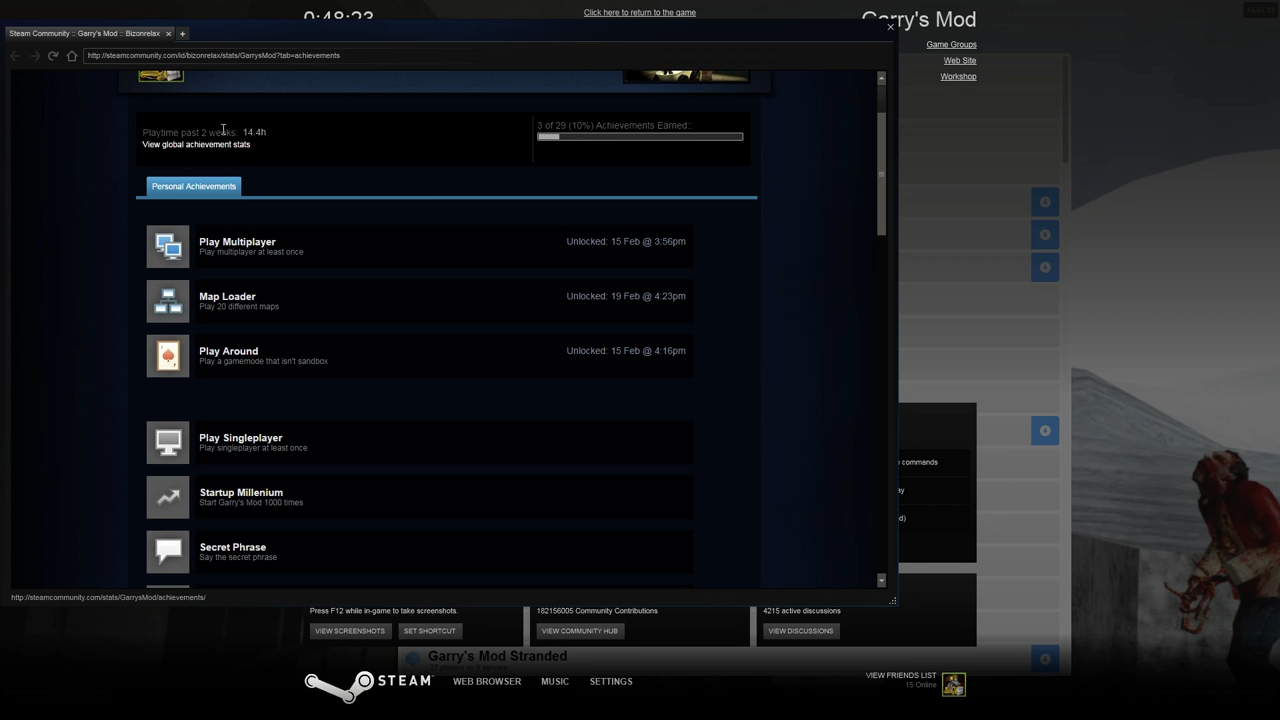 0:48:23
Click here to return to the game
Garry's Mod
Steam Community :: Garry's Mod :: Bizonrelax
Game Groups
http://steamcommunity.com/id/bizonrelax/stats/GarrysMod?tab=achievements
Web Site
Workshop
Playtime past 2 weeks: 14.4h
3 of 29 (10%) Achievements Earned::
View global achievement stats
Personal Achievements
Play Multiplayer
Play multiplayer at least once
Unlocked: 15 Feb @ 3:56pm
Map Loader
Play 20 different maps
Unlocked: 19 Feb @ 4:23pm
Play Around
Play a gamemode that isn't sandbox
Unlocked: 15 Feb @ 4:16pm
Play Singleplayer
Play singleplayer at least once
commands
ay
d)
Startup Millenium
Start Garry's Mod 1000 times
Secret Phrase
Say the secret phrase
http://steamcommunity.com/stats/GarrysMod/achievements/
Press F12 while in-game to take screenshots.
182156005 Community Contributions
4215 active discussions
VIEW SCREENSHOTS
SET SHORTCUT
VIEW COMMUNITY HUB
VIEW DISCUSSIONS
Garry's Mod Stranded
STEAM
WEB BROWSER
MUSIC
SETTINGS
VIEW FRIENDS LIST
15 Online